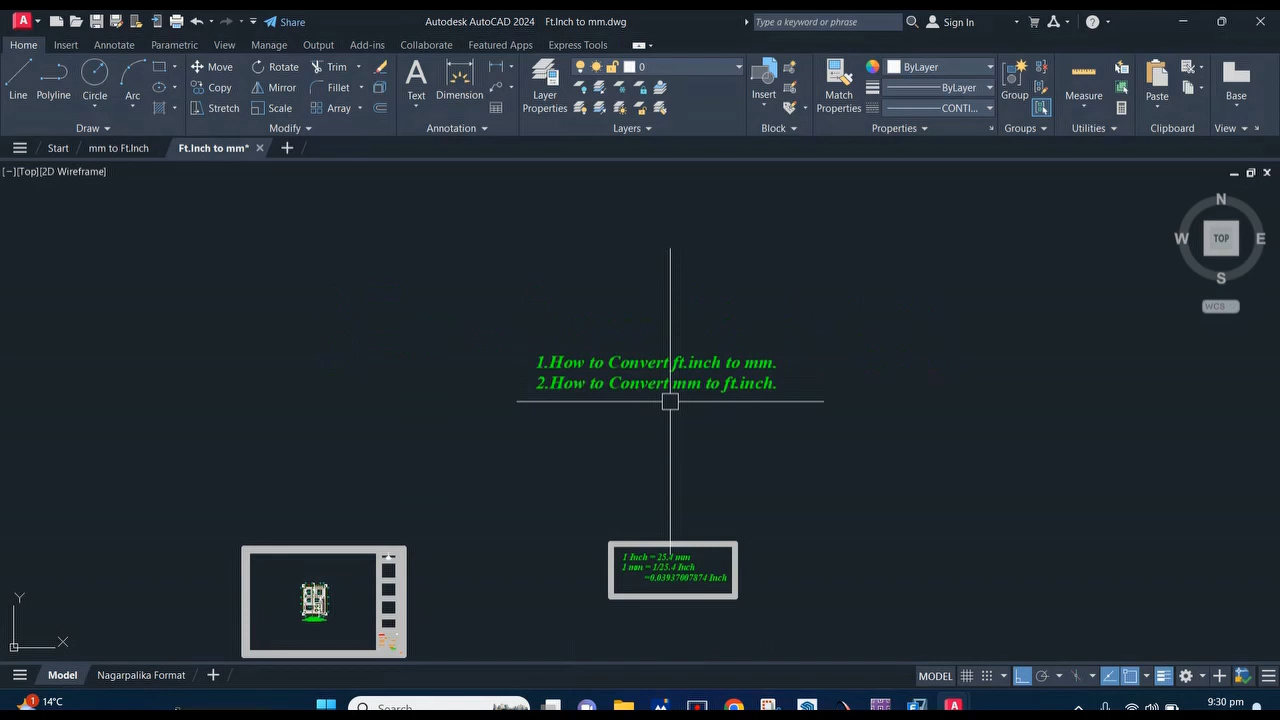 Share
Autodesk AutoCAD 2024 Ft.Inch to mm.dwg
Type a keyword or phrase
Sign In
Home Insert Annotate Parametric View Manage Output Add-ins Collaborate Featured Apps Express Tools
Line
Polyline
Circle
Arc
Move
Rotate
Trim
Copy
Mirror
Fillet
Stretch
Scale
Array
Text
Dimension
Layer
Properties
0
Insert
Match
Properties
ByLayer
ByLayer
CONTI...
Group
Measure
Paste
Base
Draw
Modify
Annotation
Layers
Block
Properties
Groups
Utilities
Clipboard
View
Start
mm to Ft.Inch
Ft.Inch to mm*
[−][Top][2D Wireframe]
N
W
TOP
E
S
WCS
1.How to Convert ft.inch to mm.
2.How to Convert mm to ft.inch.
1 Inch = 25.4 mm
1 mm = 1/25.4 Inch
=0.03937007874 Inch
Y
X
Model
Nagarpalika Format
MODEL
1
14°C
Search
9:30 pm